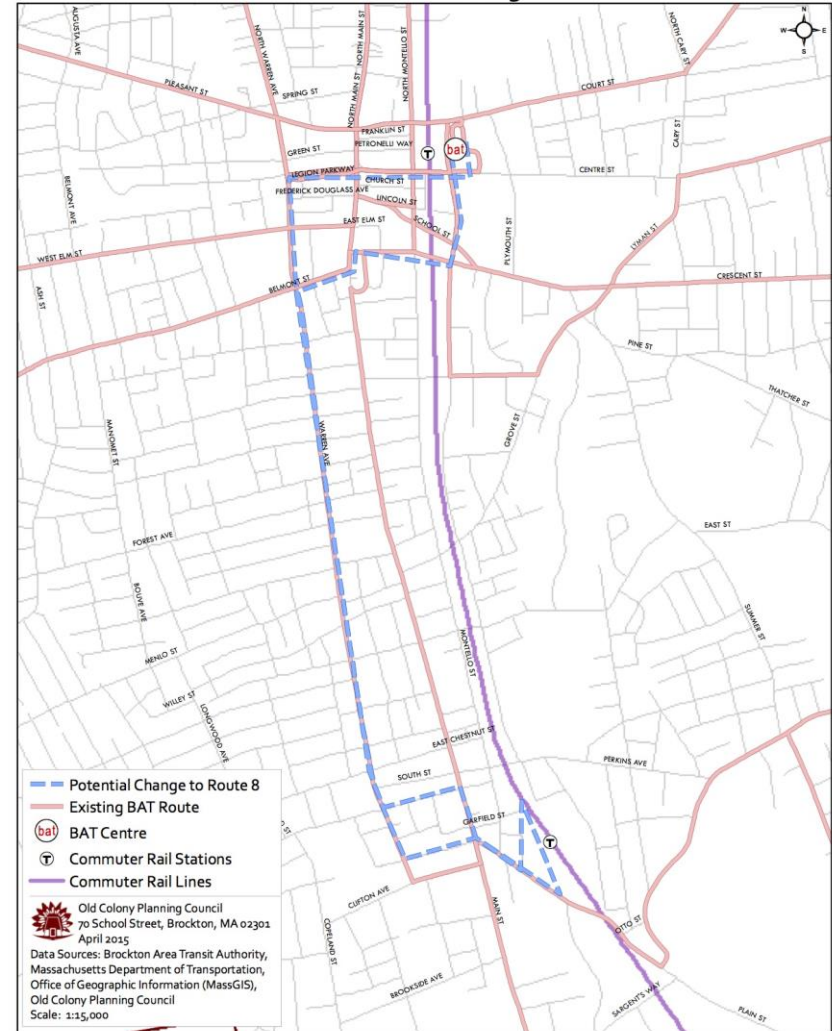 N
W
E
S
AUGUSTA AVE
NORTH WARREN AVE
NORTH MAIN ST
NORTH MAIN ST
NORTH MONTELLO ST
NORTH CARY ST
PLEASANT ST
SPRING ST
COURT ST
FRANKLIN ST
CARY ST
PETRONELLI WAY
GREEN ST
T
bat
LEGION PARKWAY
CENTRE ST
CHURCH ST
FREDERICK DOUGLASS AVE
LINCOLN ST
BELMONT AVE
EAST ELM ST
SCHOOL ST
PLYMOUTH ST
LYMAN ST
WEST ELM ST
CRESCENT ST
BELMONT ST
ASH ST
PINE ST
THATCHER ST
MANOMET ST
WARREN AVE
GROVE ST
FOREST AVE
EAST ST
BOUVE AVE
SUMMER ST
MENLO ST
MONTELLO ST
WILLEY ST
LONGWOOD AVE
EAST CHESTNUT ST
PERKINS AVE
SOUTH ST
GARFIELD ST
T
CLIFTON AVE
COPELAND ST
MAIN ST
OTTO ST
BROOKSIDE AVE
SARGENT'S WAY
PLAIN ST
Potential Change to Route 8
Existing BAT Route
bat BAT Centre
T Commuter Rail Stations
Commuter Rail Lines
Old Colony Planning Council
70 School Street, Brockton, MA 02301
April 2015
Data Sources: Brockton Area Transit Authority,
Massachusetts Department of Transportation,
Office of Geographic Information (MassGIS),
Old Colony Planning Council
Scale: 1:15,000